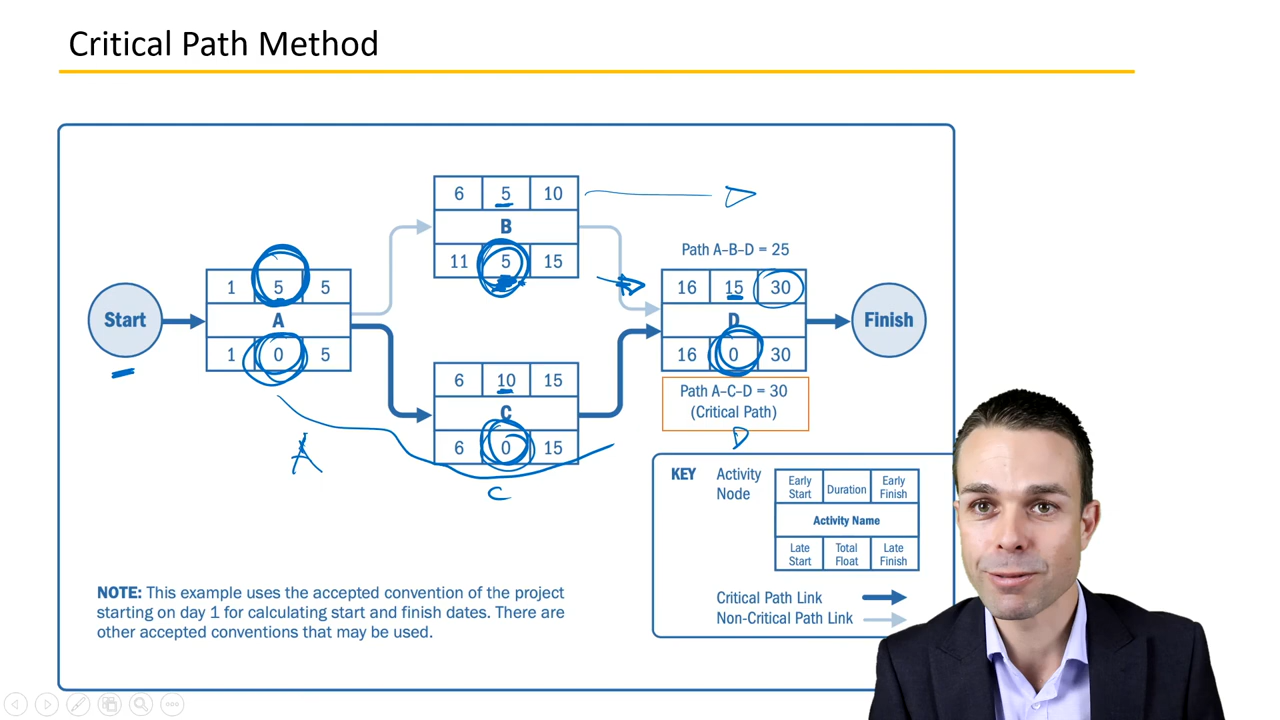 Critical Path Method
6 5 10
B
11 5 15
Path A–B–D = 25
1 5 5
A
1 0 5
16 15 30
D
16 0 30
Start
Finish
6 10 15
C
6 0 15
Path A–C–D = 30
(Critical Path)
D
A
C
KEY
Activity
Node
Early
Start
Duration
Early
Finish
Activity Name
Late
Start
Total
Float
Late
Finish
Critical Path Link
Non-Critical Path Link
NOTE: This example uses the accepted convention of the project
starting on day 1 for calculating start and finish dates. There are
other accepted conventions that may be used.